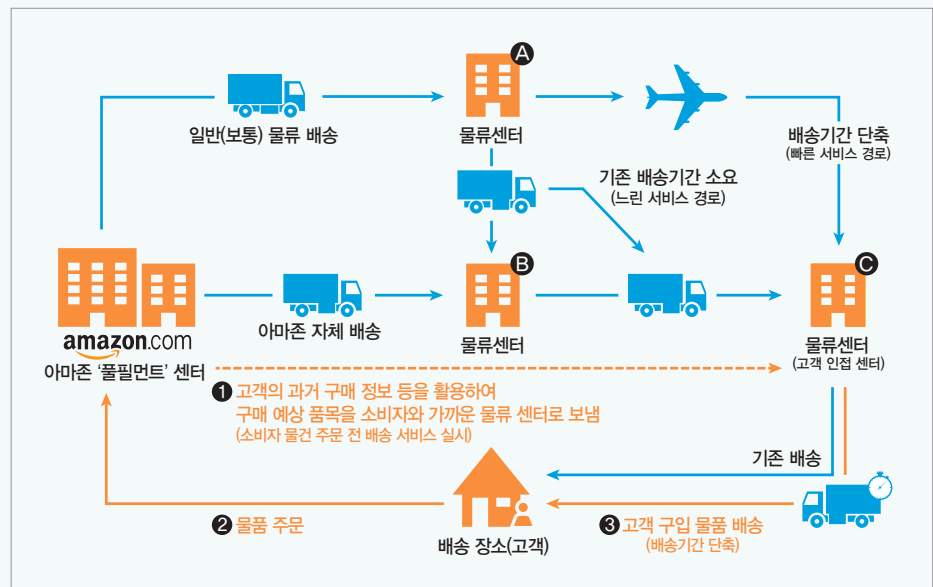 A
일반(보통) 물류 배송
물류센터
배송기간 단축
(빠른 서비스 경로)
기존 배송기간 소요
(느린 서비스 경로)
B
C
amazon.com
아마존 자체 배송
물류센터
물류센터
(고객 인접 센터)
아마존 '풀필먼트' 센터
1 고객의 과거 구매 정보 등을 활용하여
구매 예상 품목을 소비자와 가까운 물류 센터로 보냄
(소비자 물건 주문 전 배송 서비스 실시)
기존 배송
2 물품 주문
배송 장소(고객)
3 고객 구입 물품 배송
(배송기간 단축)